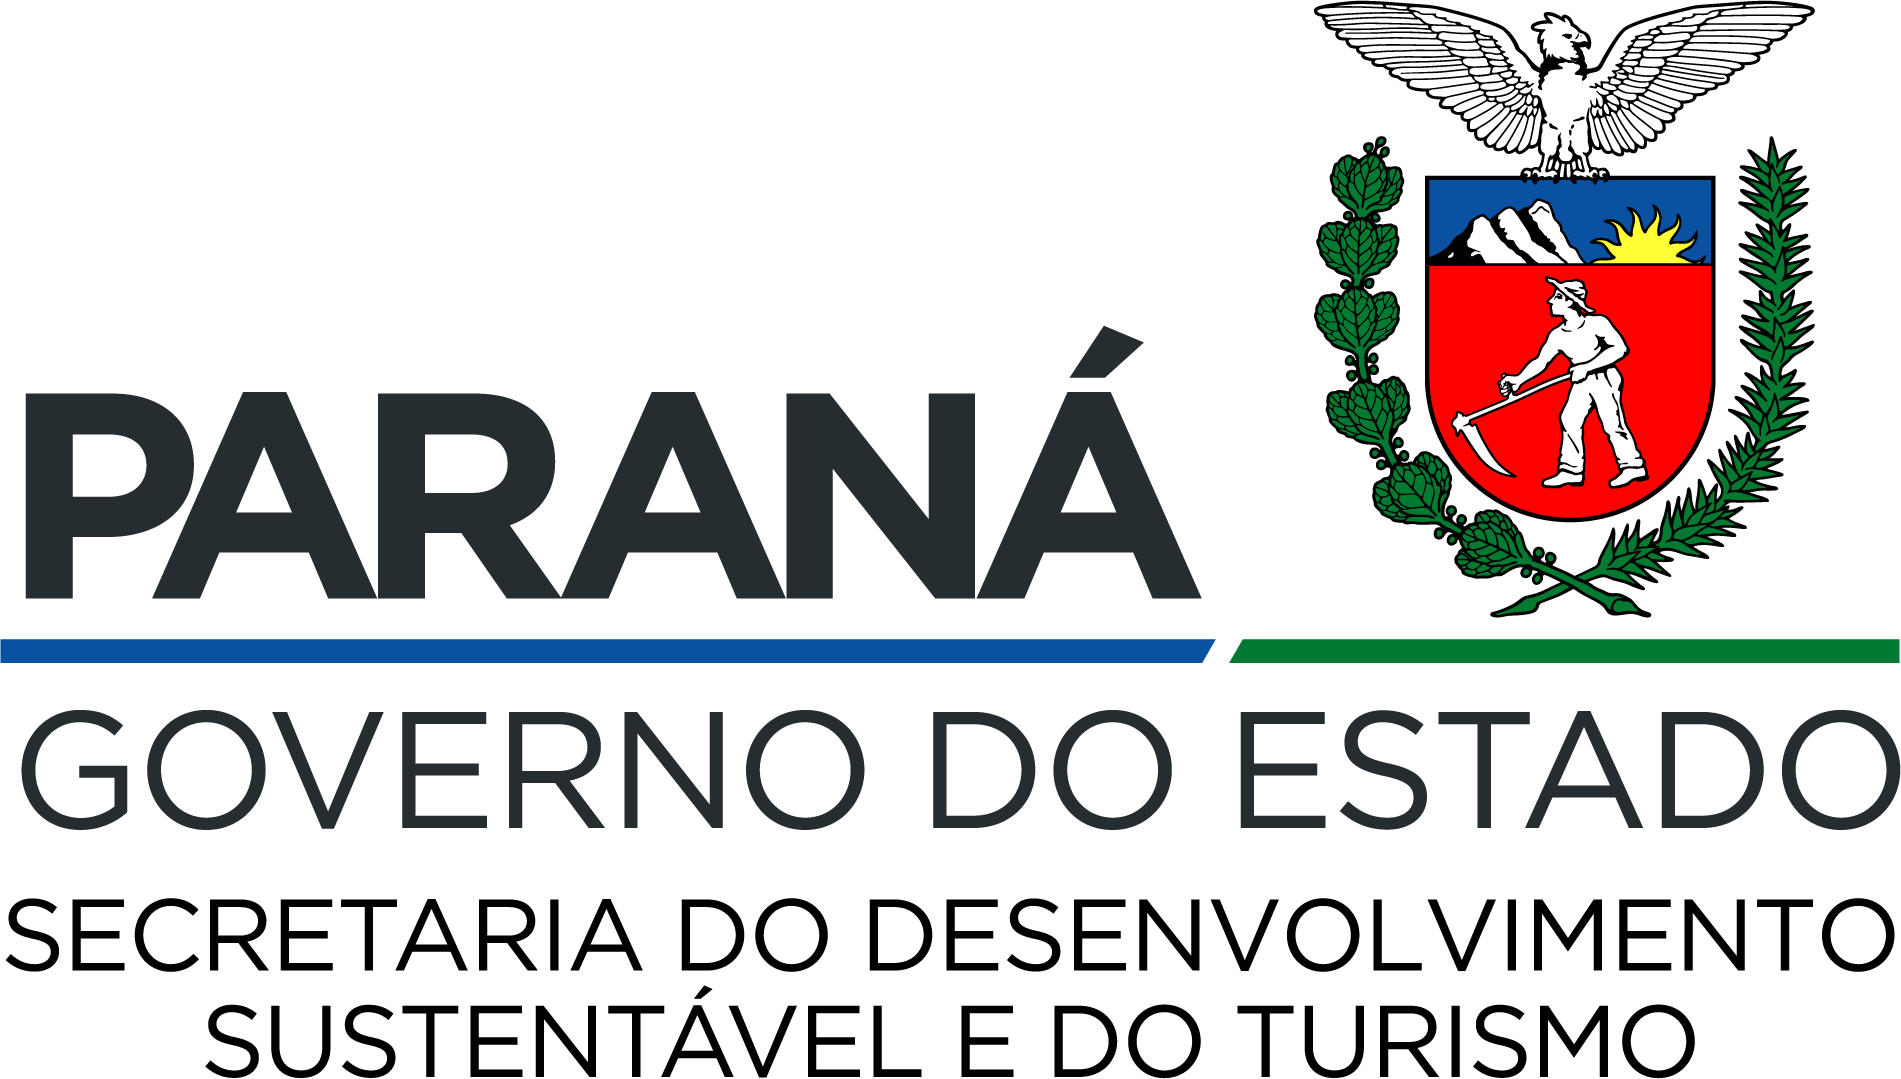 PARANÁ
GOVERNO DO ESTADO
SECRETARIA DO DESENVOLVIMENTO
SUSTENTÁVEL E DO TURISMO